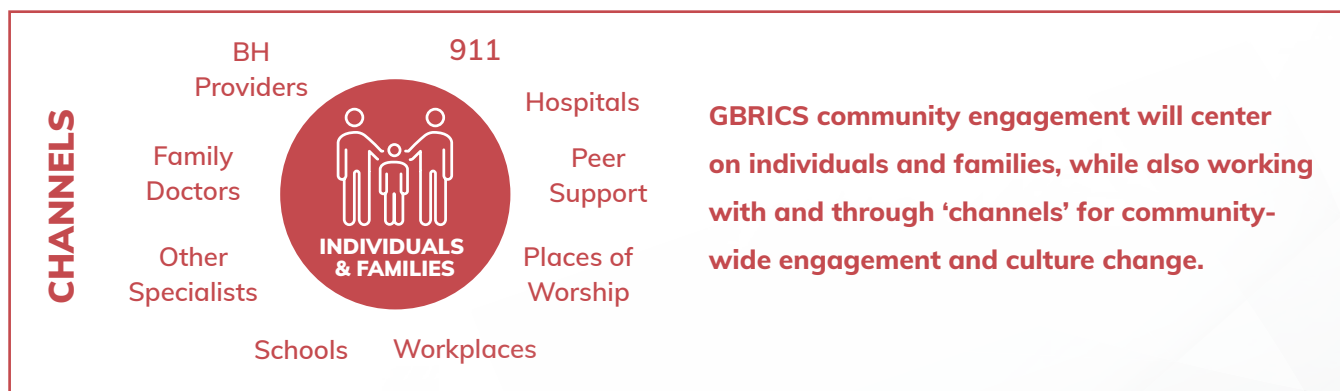 CHANNELS
BH
Providers
911
Hospitals
Family
Doctors
Peer
Support
INDIVIDUALS
& FAMILIES
Other
Specialists
Places of
Worship
Schools
Workplaces
GBRICS community engagement will center
on individuals and families, while also working
with and through ‘channels’ for community-
wide engagement and culture change.